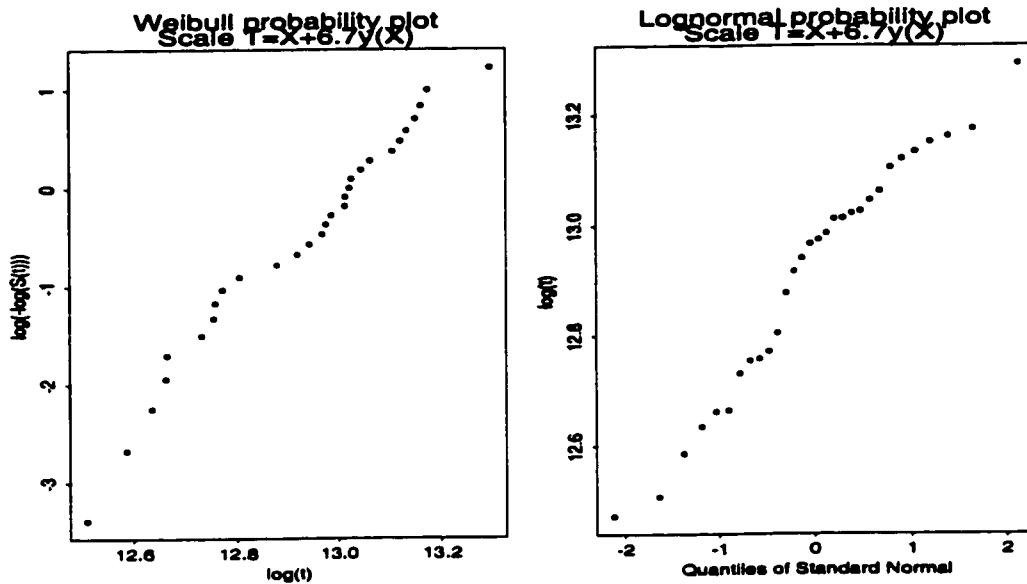 Weibull probability plot
Scale T=X+6.7y(X)
log(-log(S(t)))
1
0
-1
-2
-3
12.6
12.8
13.0
13.2
log(t)
Lognormal probability plot
Scale T=X+6.7y(X)
log(t)
13.2
13.0
12.8
12.6
-2
-1
0
1
2
Quantiles of Standard Normal